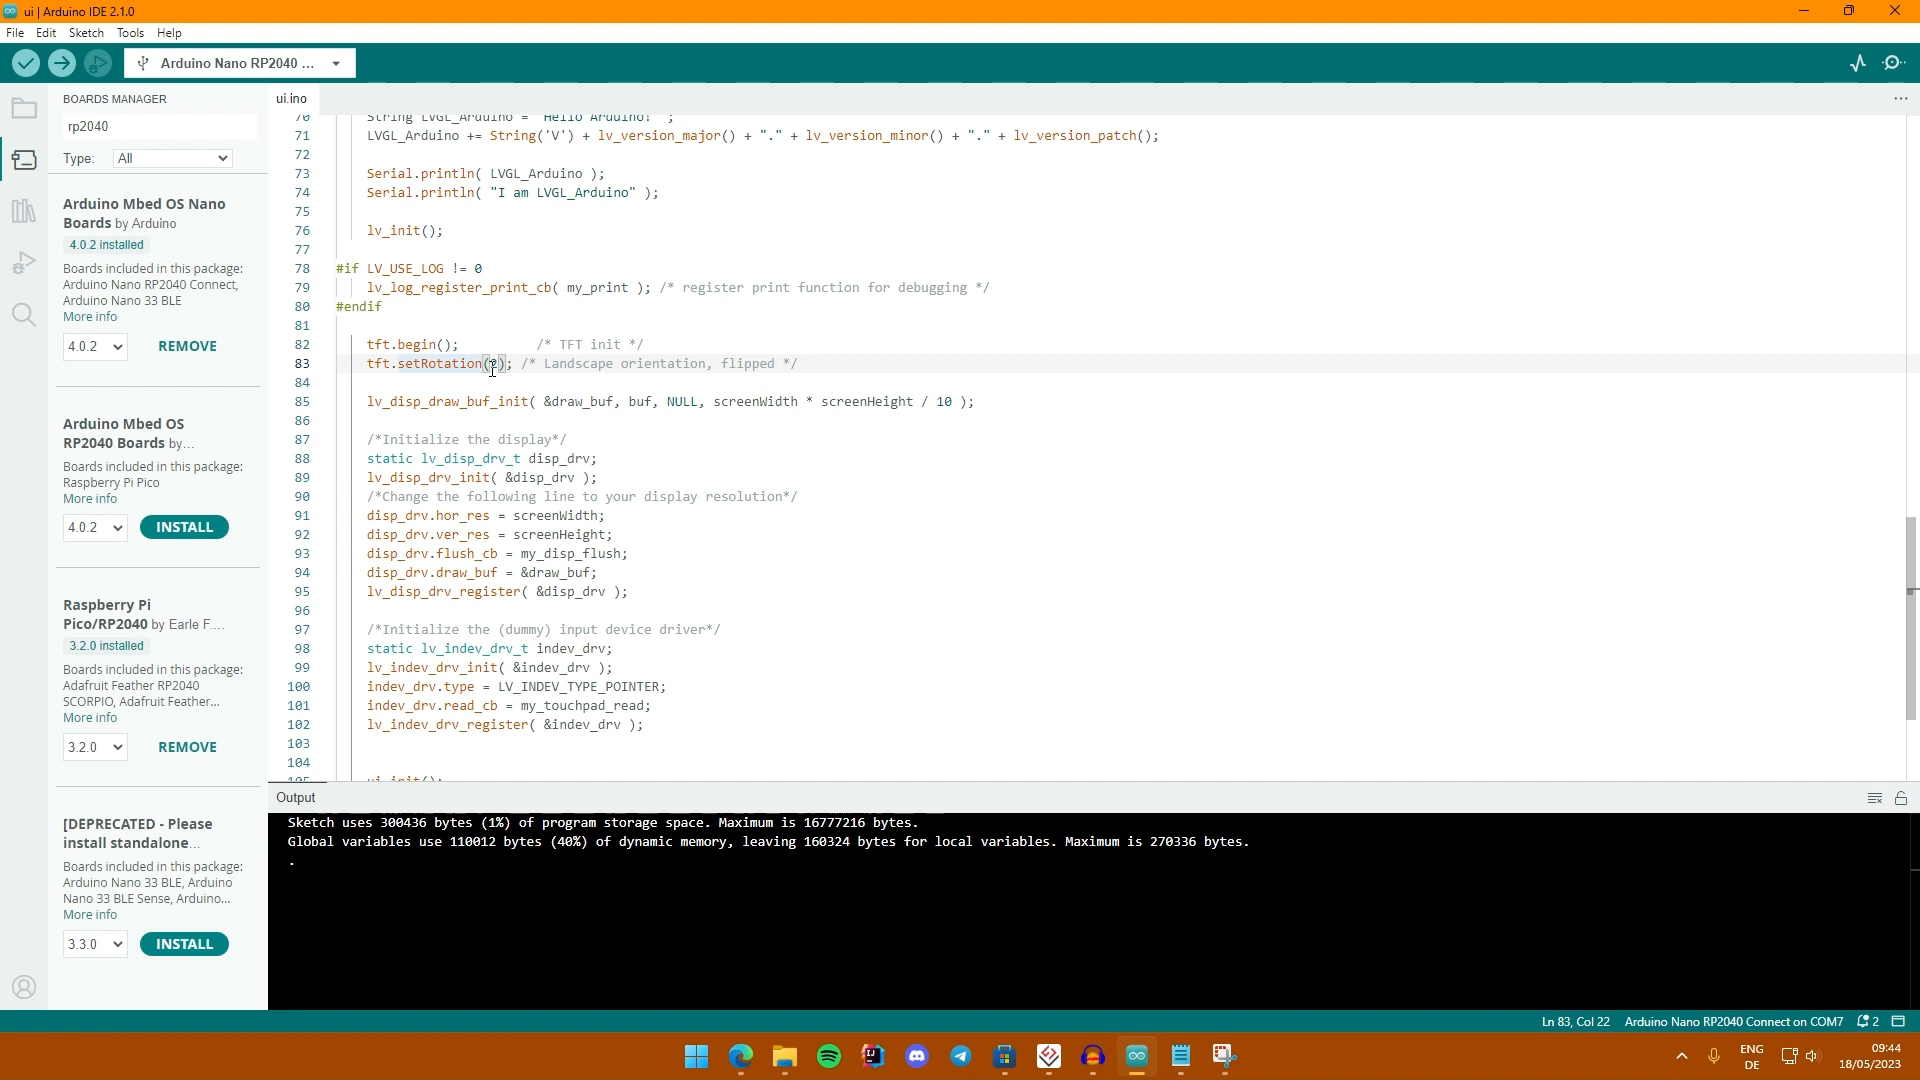 ui | Arduino IDE 2.1.0
File Edit Sketch Tools Help
Arduino Nano RP2040 ...
BOARDS MANAGER
rp2040
Type: All
Arduino Mbed OS Nano
Boards by Arduino
4.0.2 installed
Boards included in this package:
Arduino Nano RP2040 Connect,
Arduino Nano 33 BLE
More info
4.0.2 REMOVE
Arduino Mbed OS
RP2040 Boards by...
Boards included in this package:
Raspberry Pi Pico
More info
4.0.2 INSTALL
Raspberry Pi
Pico/RP2040 by Earle F....
3.2.0 installed
Boards included in this package:
Adafruit Feather RP2040
SCORPIO, Adafruit Feather...
More info
3.2.0 REMOVE
[DEPRECATED - Please
install standalone...
Boards included in this package:
Arduino Nano 33 BLE, Arduino
Nano 33 BLE Sense, Arduino...
More info
3.3.0 INSTALL
ui.ino
70 String LVGL_Arduino = "Hello Arduino! ";
71 LVGL_Arduino += String('V') + lv_version_major() + "." + lv_version_minor() + "." + lv_version_patch();
72
73 Serial.println( LVGL_Arduino );
74 Serial.println( "I am LVGL_Arduino" );
75
76 lv_init();
77
78 #if LV_USE_LOG != 0
79 lv_log_register_print_cb( my_print ); /* register print function for debugging */
80 #endif
81
82 tft.begin(); /* TFT init */
83 tft.setRotation( ); /* Landscape orientation, flipped */
84
85 lv_disp_draw_buf_init( &draw_buf, buf, NULL, screenWidth * screenHeight / 10 );
86
87 /*Initialize the display*/
88 static lv_disp_drv_t disp_drv;
89 lv_disp_drv_init( &disp_drv );
90 /*Change the following line to your display resolution*/
91 disp_drv.hor_res = screenWidth;
92 disp_drv.ver_res = screenHeight;
93 disp_drv.flush_cb = my_disp_flush;
94 disp_drv.draw_buf = &draw_buf;
95 lv_disp_drv_register( &disp_drv );
96
97 /*Initialize the (dummy) input device driver*/
98 static lv_indev_drv_t indev_drv;
99 lv_indev_drv_init( &indev_drv );
100 indev_drv.type = LV_INDEV_TYPE_POINTER;
101 indev_drv.read_cb = my_touchpad_read;
102 lv_indev_drv_register( &indev_drv );
103
104
105 ui_init();
Output
Sketch uses 300436 bytes (1%) of program storage space. Maximum is 16777216 bytes.
Global variables use 110012 bytes (40%) of dynamic memory, leaving 160324 bytes for local variables. Maximum is 270336 bytes.
.
Ln 83, Col 22 Arduino Nano RP2040 Connect on COM7 2
ENG
DE
09:44
18/05/2023